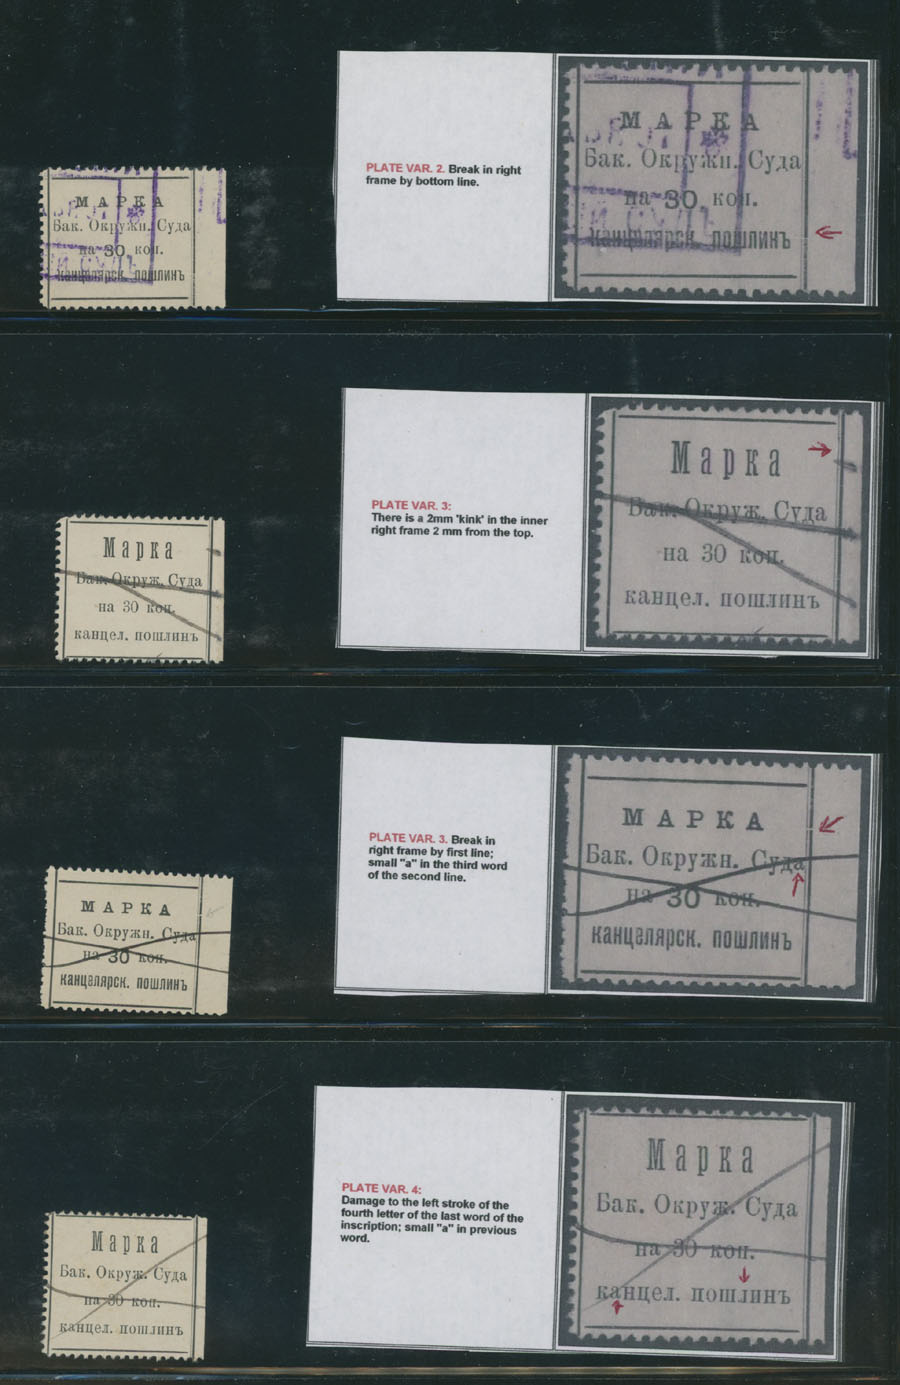 МАРКА
Бак. Окружн. Суда
на 30 коп.
канцелярск. пошлинъ
PLATE VAR. 2. Break in right
frame by bottom line.
МАРКА
Бак. Окружн. Суда
на 30 коп.
канцелярск. пошлинъ
Марка
Бак. Окруж. Суда
на 30 коп.
канцел. пошлинъ
PLATE VAR. 3:
There is a 2mm 'kink' in the inner
right frame 2 mm from the top.
Марка
Бак. Окруж. Суда
на 30 коп.
канцел. пошлинъ
МАРКА
Бак. Окружн. Суда
на 30 коп.
канцелярск. пошлинъ
PLATE VAR. 3. Break in
right frame by first line;
small "a" in the third word
of the second line.
МАРКА
Бак. Окружн. Суда
на 30 коп.
канцелярск. пошлинъ
Марка
Бак. Окруж. Суда
на 30 коп.
канцел. пошлинъ
PLATE VAR. 4:
Damage to the left stroke of the
fourth letter of the last word of the
inscription; small "a" in previous
word.
Марка
Бак. Окруж. Суда
на 30 коп.
канцел. пошлинъ